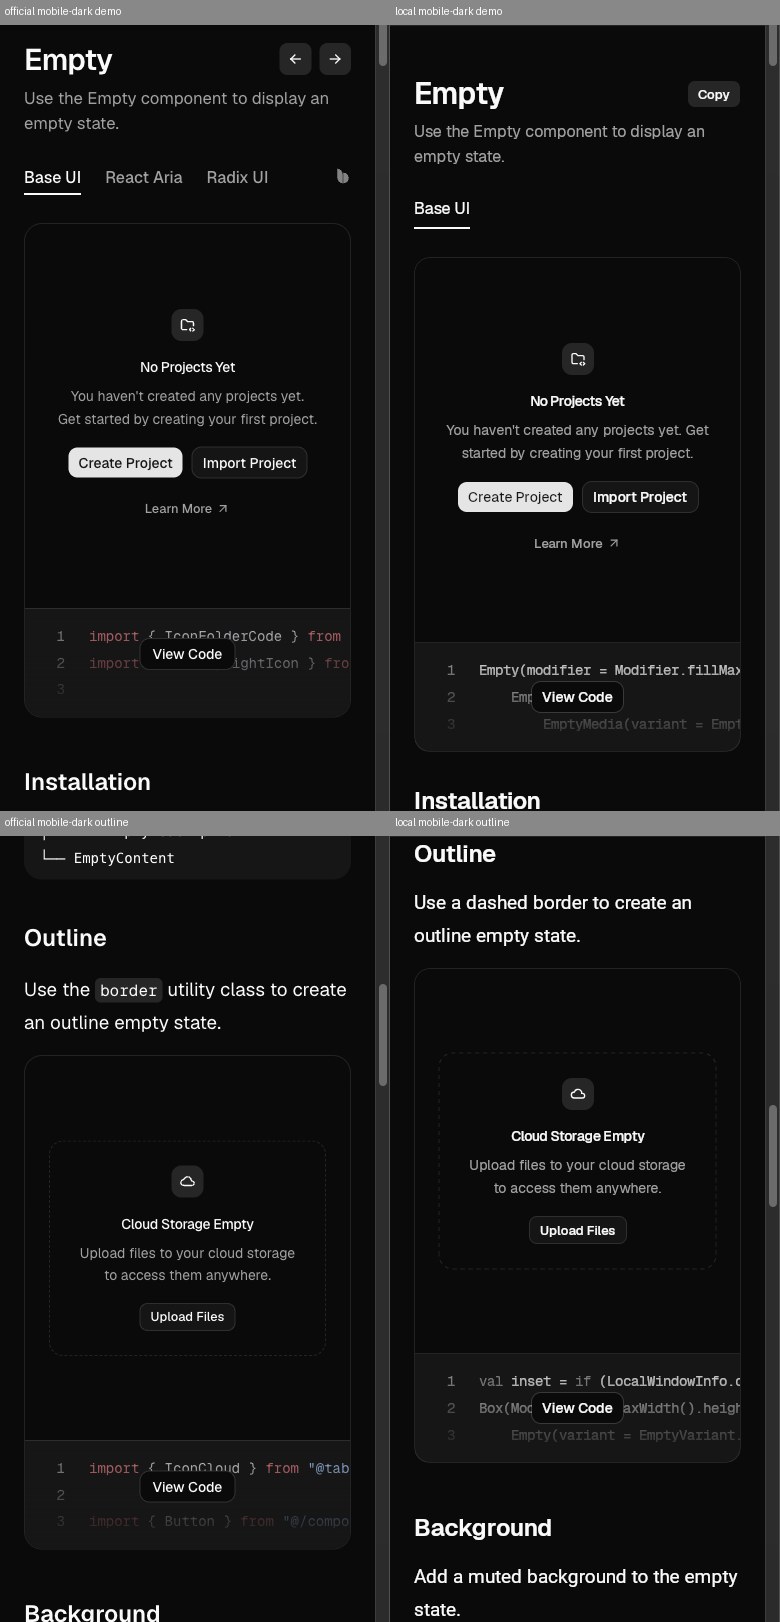 official mobile-dark demo
Empty
Use the Empty component to display an
empty state.
Base UI React Aria Radix UI
No Projects Yet
You haven't created any projects yet.
Get started by creating your first project.
Create Project Import Project
Learn More
1 import { IconFolderCode } from
2 import ightIcon } fro
View Code
3
Installation
local mobile-dark demo
Empty
Copy
Use the Empty component to display an
empty state.
Base UI
No Projects Yet
You haven't created any projects yet. Get
started by creating your first project.
Create Project Import Project
Learn More
1 Empty(modifier = Modifier.fillMax
2 Emp
View Code
3 EmptyMedia(variant = Empt
Installation
official mobile-dark outline
└── EmptyContent
Outline
Use the border utility class to create
an outline empty state.
Cloud Storage Empty
Upload files to your cloud storage
to access them anywhere.
Upload Files
1 import { IconCloud } from "@tab
2
View Code
3 import { Button } from "@/compo
Background
local mobile-dark outline
Outline
Use a dashed border to create an
outline empty state.
Cloud Storage Empty
Upload files to your cloud storage
to access them anywhere.
Upload Files
1 val inset = if (LocalWindowInfo.c
2 Box(Mod axWidth().heigh
View Code
3 Empty(variant = EmptyVariant.
Background
Add a muted background to the empty
state.